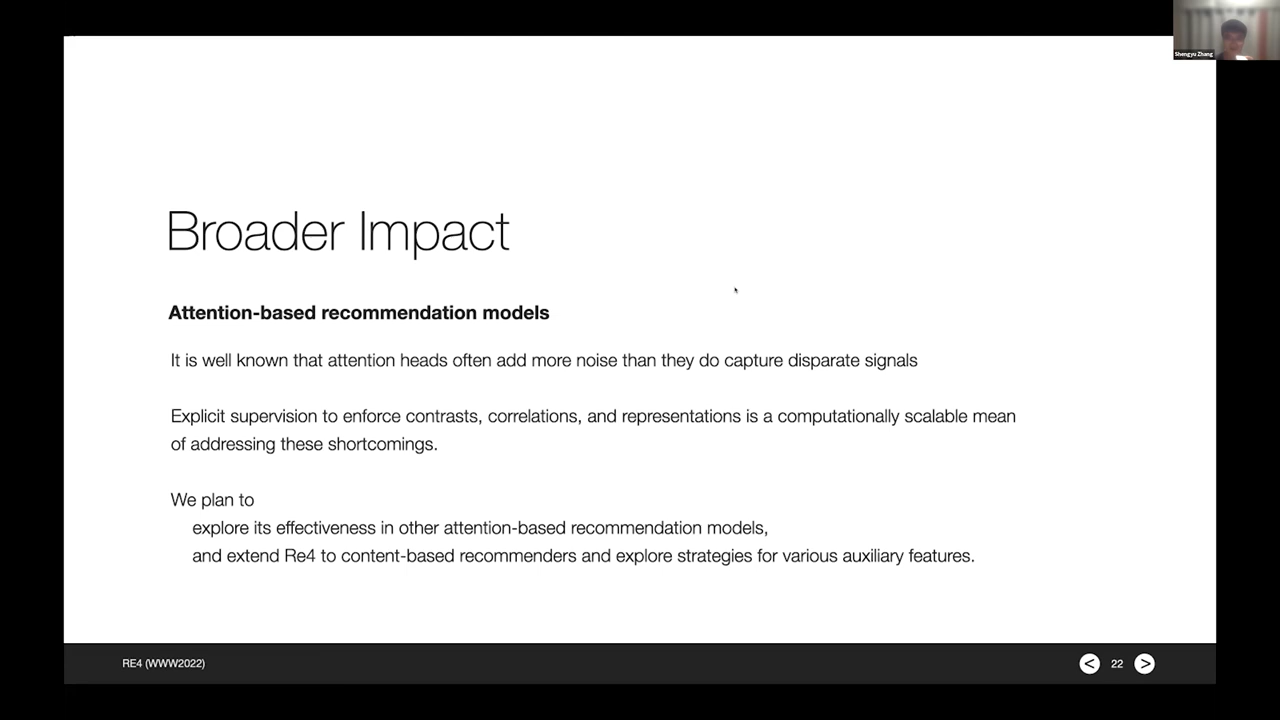 Shengyu Zhang
Broader Impact
Attention-based recommendation models
It is well known that attention heads often add more noise than they do capture disparate signals
Explicit supervision to enforce contrasts, correlations, and representations is a computationally scalable mean
of addressing these shortcomings.
We plan to
explore its effectiveness in other attention-based recommendation models,
and extend Re4 to content-based recommenders and explore strategies for various auxiliary features.
RE4 (WWW2022)
< 22 >